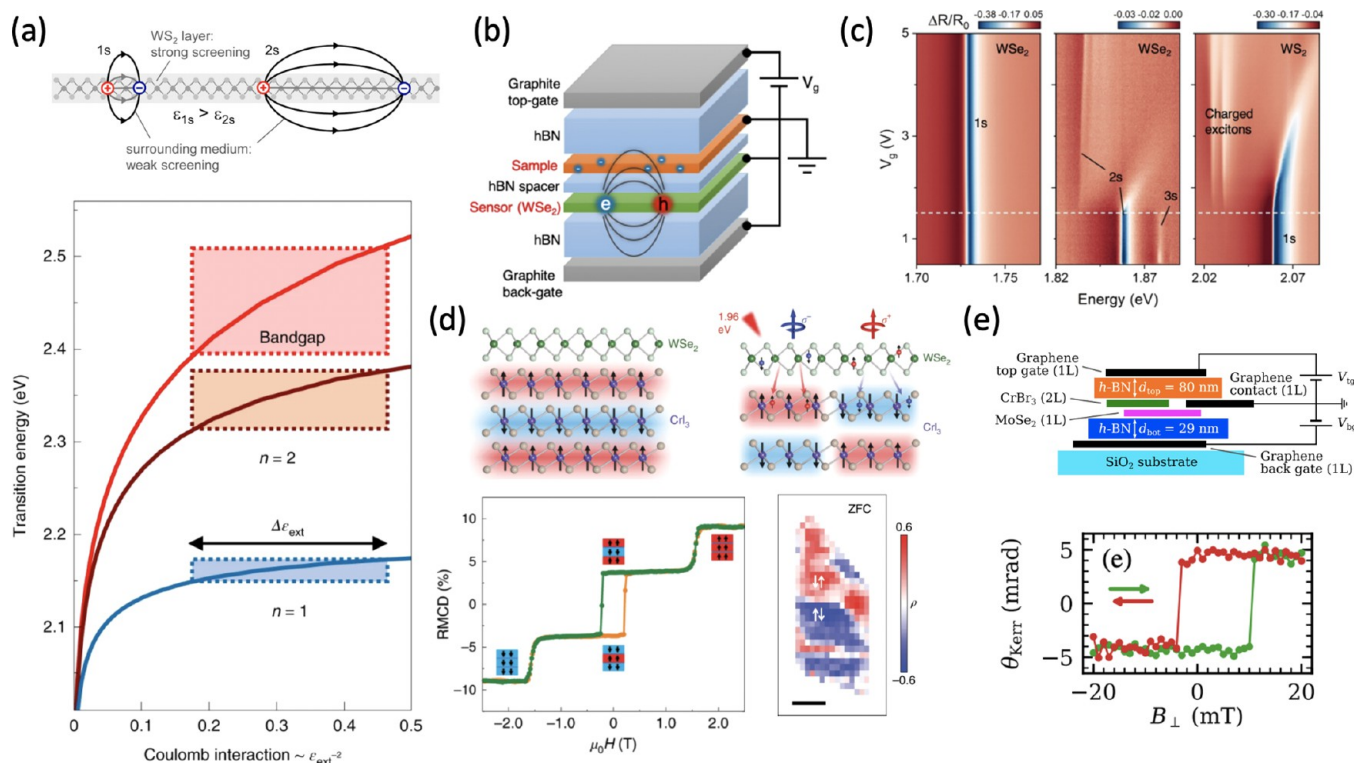 (a)
1s
WS₂ layer:
strong screening
2s
+
−
+
−
ε1s > ε2s
surrounding medium:
weak screening
2.5
2.4
2.3
2.2
2.1
Transition energy (eV)
Bandgap
n = 2
Δεext
n = 1
0
0.1
0.2
0.3
0.4
0.5
Coulomb interaction ~ εext⁻²
(b)
Graphite
top-gate
hBN
Sample
hBN spacer
Sensor (WSe₂)
hBN
Graphite
back-gate
e
h
Vg
(c)
ΔR/R₀
-0.38 -0.17 0.05
-0.03 -0.02 0.00
-0.30 -0.17 -0.04
WSe₂
WSe₂
WS₂
5
3
1
Vg (V)
1s
2s
3s
Charged
excitons
1s
1.70
1.75
1.82
1.87
2.02
2.07
Energy (eV)
(d)
WSe₂
CrI₃
1.96
eV
σ⁻
σ⁺
WSe₂
CrI₃
10
5
0
−5
−10
RMCD (%)
−2.5
−1.2
0
1.2
2.5
μ₀H (T)
ZFC
0.6
ρ
−0.6
(e)
Graphene
top gate (1L)
CrBr₃ (2L)
MoSe₂ (1L)
h-BN↕dtop = 80 nm
Graphene
contact (1L)
h-BN↕dbot = 29 nm
SiO₂ substrate
Graphene
back gate (1L)
Vtg
Vbg
(e)
5
0
−5
θKerr (mrad)
−20
0
20
B⊥ (mT)